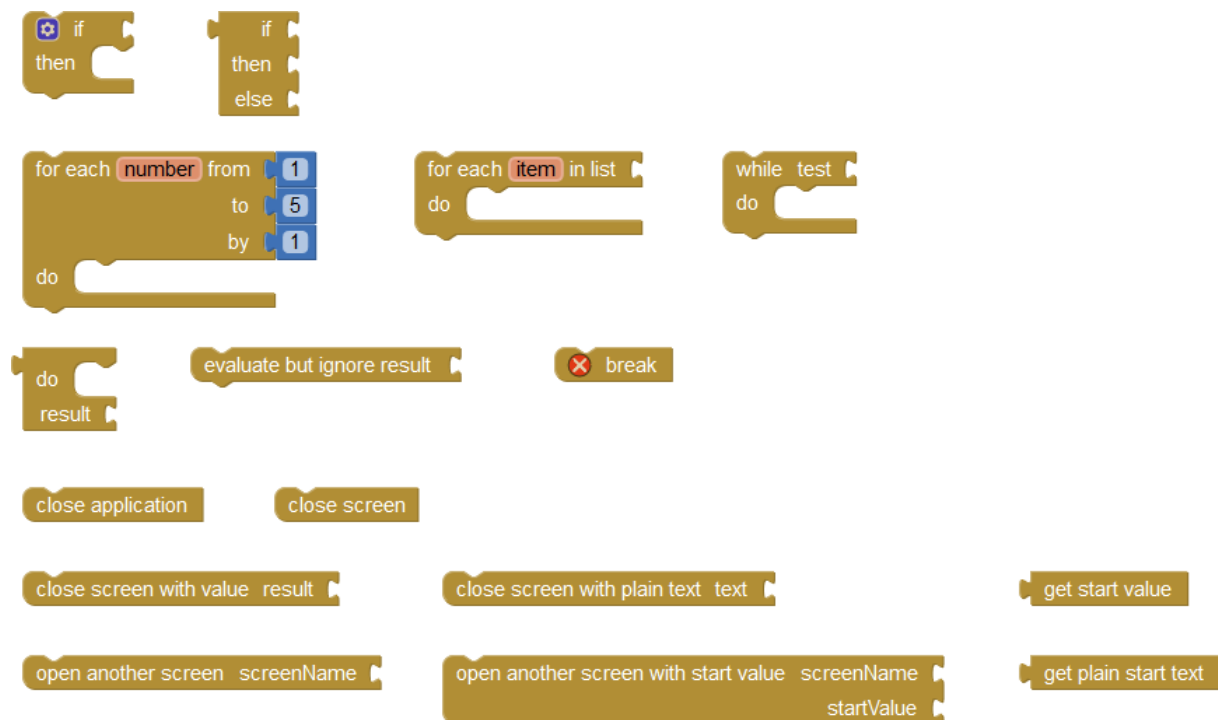 if if
then then
else
for each number from 1 for each item in list while test
to 5 do do
by 1
do
do evaluate but ignore result break
result
close application close screen
close screen with value result close screen with plain text text get start value
open another screen screenName open another screen with start value screenName get plain start text
startValue